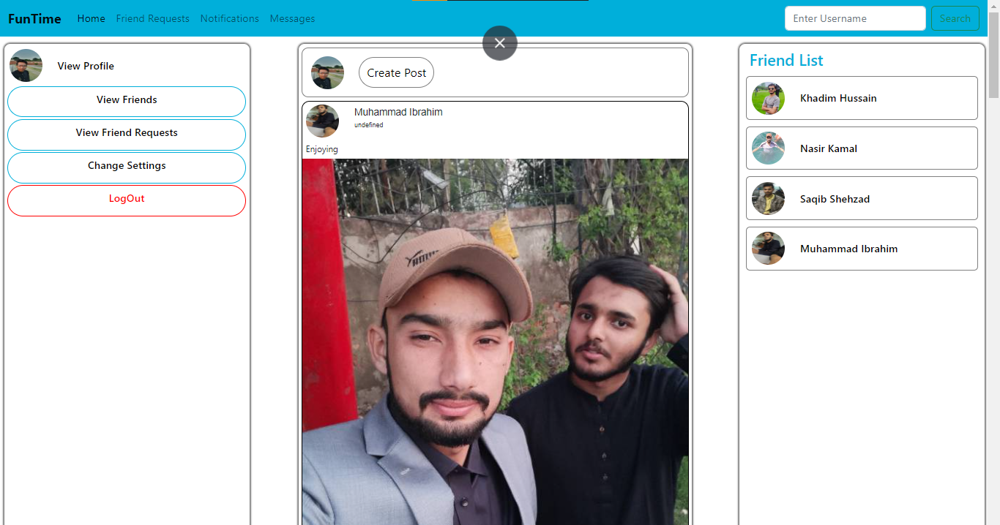 FunTime Home Friend Requests Notifications Messages Enter Username Search
View Profile
View Friends
View Friend Requests
Change Settings
LogOut
Create Post
Muhammad Ibrahim
undefined
Enjoying
Friend List
Khadim Hussain
Nasir Kamal
Saqib Shehzad
Muhammad Ibrahim